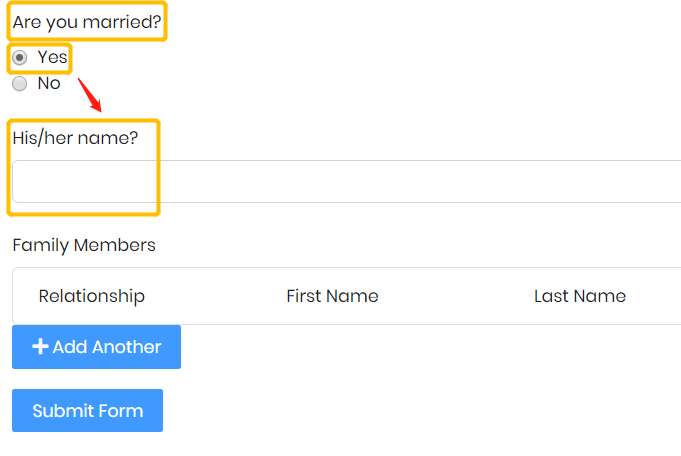 Are you married?
Yes
No
His/her name?
Family Members
Relationship First Name Last Name
Add Another
Submit Form